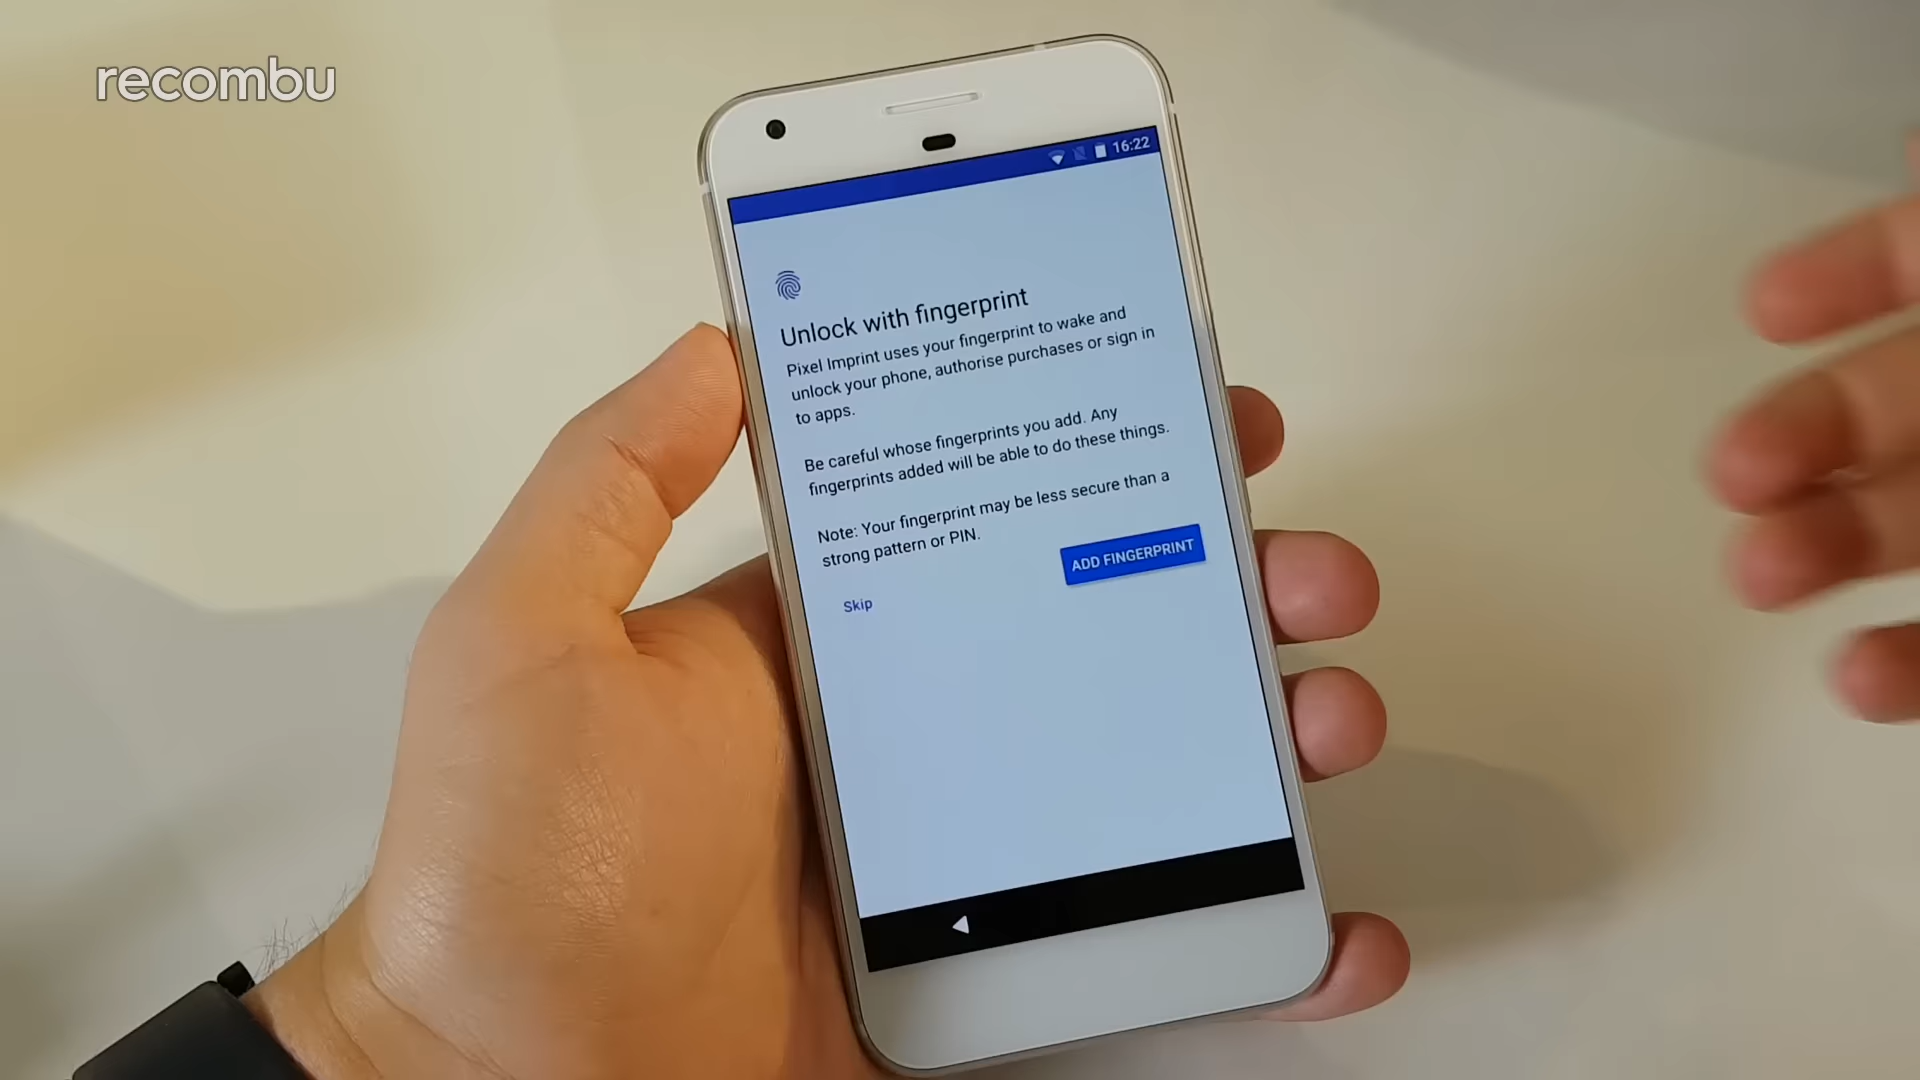 recombu
16:22
Unlock with fingerprint
Pixel Imprint uses your fingerprint to wake and
unlock your phone, authorise purchases or sign in
to apps.
Be careful whose fingerprints you add. Any
fingerprints added will be able to do these things.
Note: Your fingerprint may be less secure than a
strong pattern or PIN.
ADD FINGERPRINT
Skip